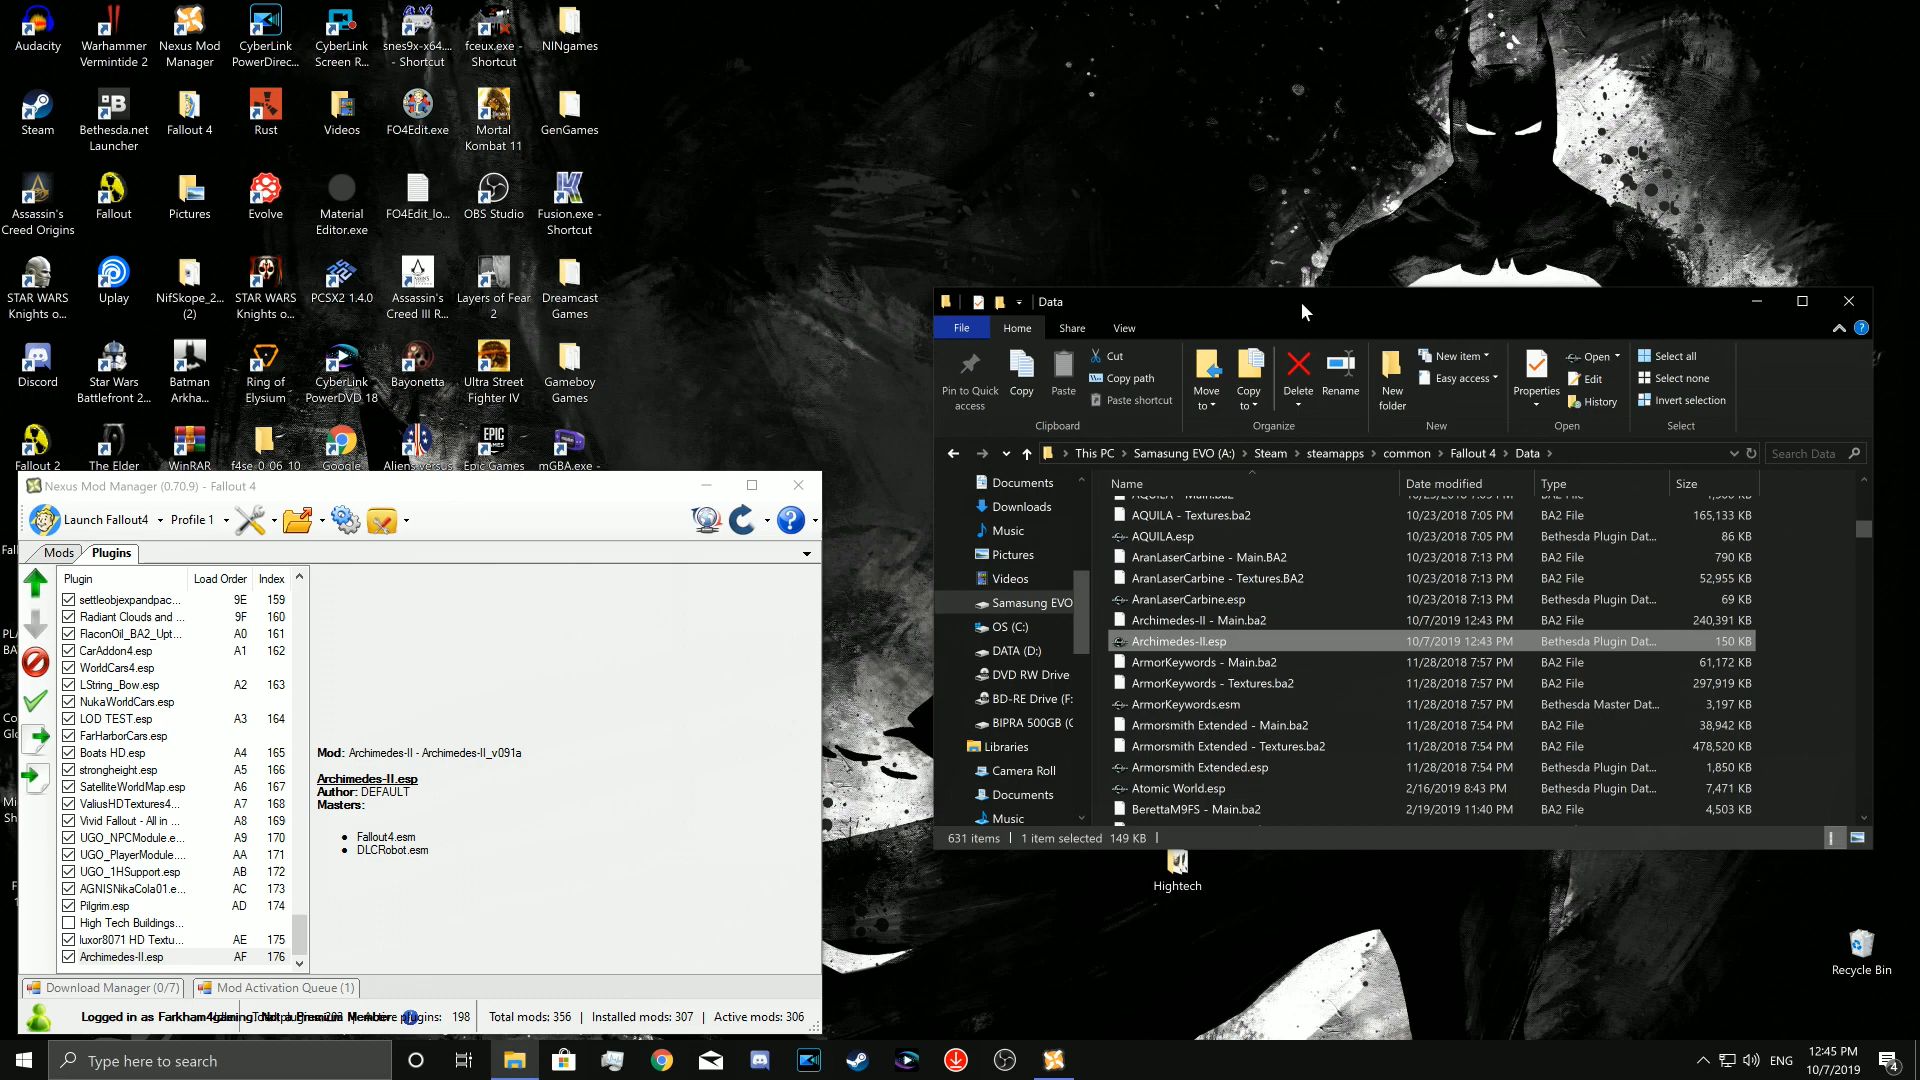 Audacity
Warhammer Vermintide 2
Nexus Mod Manager
CyberLink PowerDirec...
CyberLink Screen R...
snes9x-x64.... - Shortcut
fceux.exe - Shortcut
NINgames
Steam
Bethesda.net Launcher
Fallout 4
Rust
Videos
FO4Edit.exe
Mortal Kombat 11
GenGames
Assassin's Creed Origins
Fallout
Pictures
Evolve
Material Editor.exe
FO4Edit_lo...
OBS Studio
Fusion.exe - Shortcut
STAR WARS Knights o...
Uplay
NifSkope_2... (2)
STAR WARS Knights o...
PCSX2 1.4.0
Assassin's Creed III R...
Layers of Fear 2
Dreamcast Games
Discord
Star Wars Battlefront 2...
Batman Arkha...
Ring of Elysium
CyberLink PowerDVD 18
Bayonetta
Ultra Street Fighter IV
Gameboy Games
Fallout 2
The Elder
WinRAR
f4se_0_06_10
Google
Aliens versus
Epic Games
mGBA.exe -
Nexus Mod Manager (0.70.9) - Fallout 4
Launch Fallout4
Profile 1
Mods
Plugins
Plugin Load Order Index
settleobjexpandpac... 9E 159
Radiant Clouds and ... 9F 160
FlaconOil_BA2_Upt... A0 161
CarAddon4.esp A1 162
WorldCars4.esp
LString_Bow.esp A2 163
NukaWorldCars.esp
LOD TEST.esp A3 164
FarHarborCars.esp
Boats HD.esp A4 165
strongheight.esp A5 166
SatelliteWorldMap.esp A6 167
ValiusHDTextures4... A7 168
Vivid Fallout - All in ... A8 169
UGO_NPCModule.e... A9 170
UGO_PlayerModule.... AA 171
UGO_1HSupport.esp AB 172
AGNISNikaCola01.e... AC 173
Pilgrim.esp AD 174
High Tech Buildings...
luxor8071 HD Textu... AE 175
Archimedes-II.esp AF 176
Mod: Archimedes-II - Archimedes-II_v091a
Archimedes-II.esp
Author: DEFAULT
Masters:
Fallout4.esm
DLCRobot.esm
Download Manager (0/7)
Mod Activation Queue (1)
Logged in as Farkham4gaming. Not a Premium Member
plugins: 198
Total mods: 356
Installed mods: 307
Active mods: 306
Data
File
Home
Share
View
Pin to Quick access
Copy
Paste
Cut
Copy path
Paste shortcut
Clipboard
Move to
Copy to
Delete
Rename
Organize
New folder
New item
Easy access
New
Properties
Open
Edit
History
Open
Select all
Select none
Invert selection
Select
This PC > Samasung EVO (A:) > Steam > steamapps > common > Fallout 4 > Data >
Search Data
Documents
Downloads
Music
Pictures
Videos
Samasung EVO
OS (C:)
DATA (D:)
DVD RW Drive
BD-RE Drive (F:
BIPRA 500GB (
Libraries
Camera Roll
Documents
Music
Name Date modified Type Size
AQUILA - Main.ba2 10/23/2018 7:05 PM BA2 File
AQUILA - Textures.ba2 10/23/2018 7:05 PM BA2 File 165,133 KB
AQUILA.esp 10/23/2018 7:05 PM Bethesda Plugin Dat... 86 KB
AranLaserCarbine - Main.BA2 10/23/2018 7:13 PM BA2 File 790 KB
AranLaserCarbine - Textures.BA2 10/23/2018 7:13 PM BA2 File 52,955 KB
AranLaserCarbine.esp 10/23/2018 7:13 PM Bethesda Plugin Dat... 69 KB
Archimedes-II - Main.ba2 10/7/2019 12:43 PM BA2 File 240,391 KB
Archimedes-II.esp 10/7/2019 12:43 PM Bethesda Plugin Dat... 150 KB
ArmorKeywords - Main.ba2 11/28/2018 7:57 PM BA2 File 61,172 KB
ArmorKeywords - Textures.ba2 11/28/2018 7:57 PM BA2 File 297,919 KB
ArmorKeywords.esm 11/28/2018 7:57 PM Bethesda Master Dat... 3,197 KB
Armorsmith Extended - Main.ba2 11/28/2018 7:54 PM BA2 File 38,942 KB
Armorsmith Extended - Textures.ba2 11/28/2018 7:54 PM BA2 File 478,520 KB
Armorsmith Extended.esp 11/28/2018 7:54 PM Bethesda Plugin Dat... 1,850 KB
Atomic World.esp 2/16/2019 8:43 PM Bethesda Plugin Dat... 7,471 KB
BerettaM9FS - Main.ba2 2/19/2019 11:40 PM BA2 File 4,503 KB
631 items
1 item selected 149 KB
Hightech
Recycle Bin
Type here to search
ENG
12:45 PM
10/7/2019
4